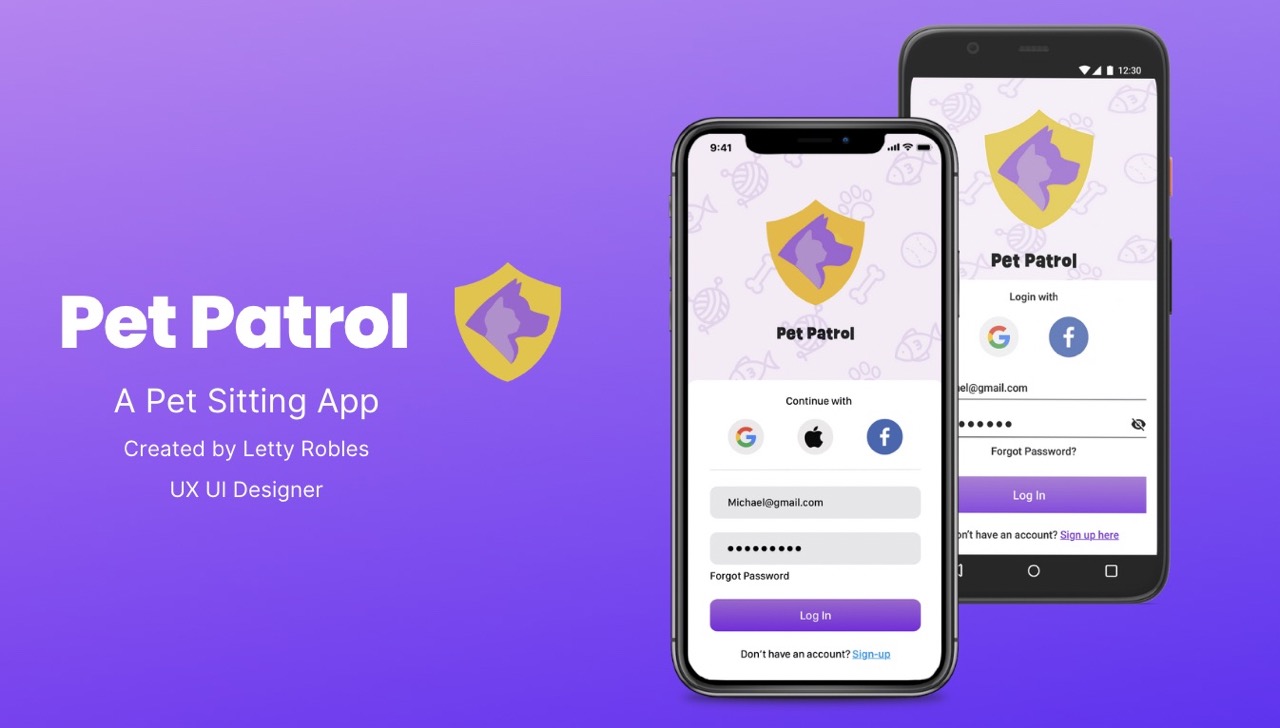 Pet Patrol
A Pet Sitting App
Created by Letty Robles
UX UI Designer
9:41
Pet Patrol
Continue with
Michael@gmail.com
Forgot Password
Log In
Don't have an account? Sign-up
12:30
Pet Patrol
Login with
el@gmail.com
Forgot Password?
Log In
on't have an account? Sign up here